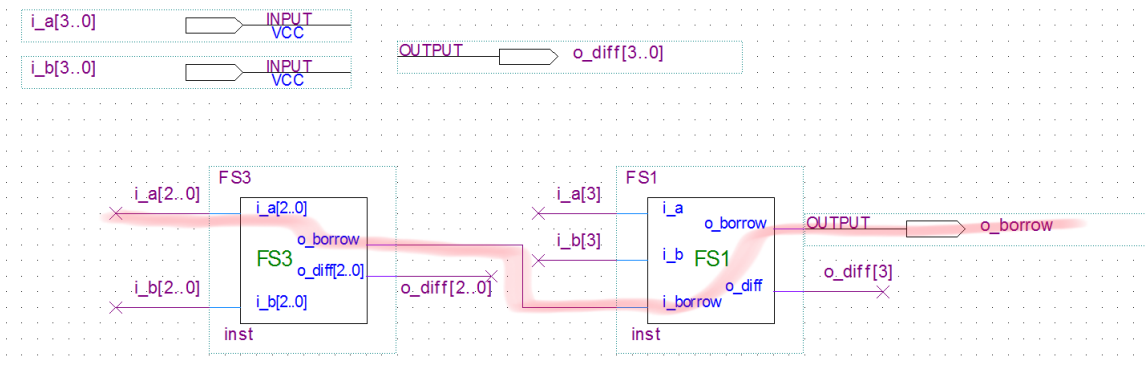 i_a[3..0] INPUT VCC
i_b[3..0] INPUT VCC
OUTPUT o_diff[3..0]
FS3
i_a[2..0]
i_a[2..0]
o_borrow
FS3
o_diff[2..0]
o_diff[2..0]
i_b[2..0]
i_b[2..0]
inst
FS1
i_a[3]
i_a
o_borrow
OUTPUT o_borrow
i_b[3]
i_b
FS1
o_diff
o_diff[3]
i_borrow
inst